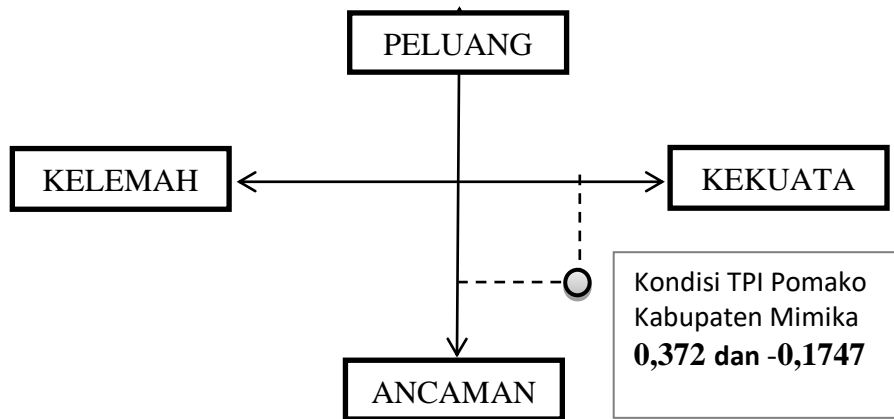 PELUANG
KELEMAH
KEKUATA
Kondisi TPI Pomako
Kabupaten Mimika
0,372 dan -0,1747
ANCAMAN